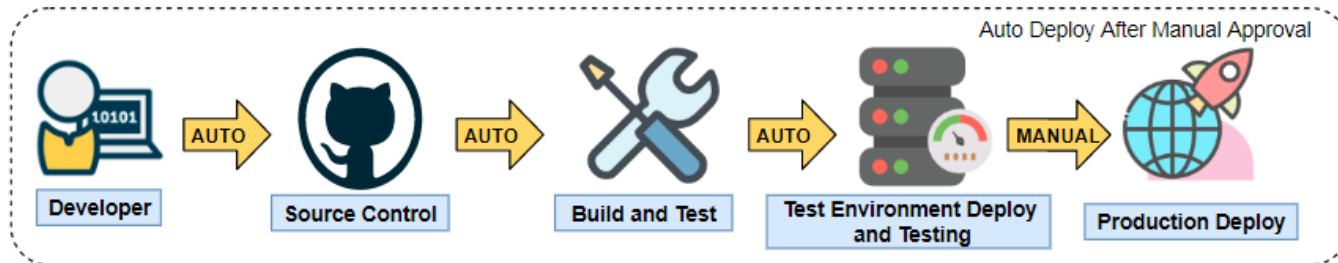 Auto Deploy After Manual Approval
10101
AUTO
AUTO
AUTO
MANUAL
Developer
Source Control
Build and Test
Test Environment Deploy
and Testing
Production Deploy